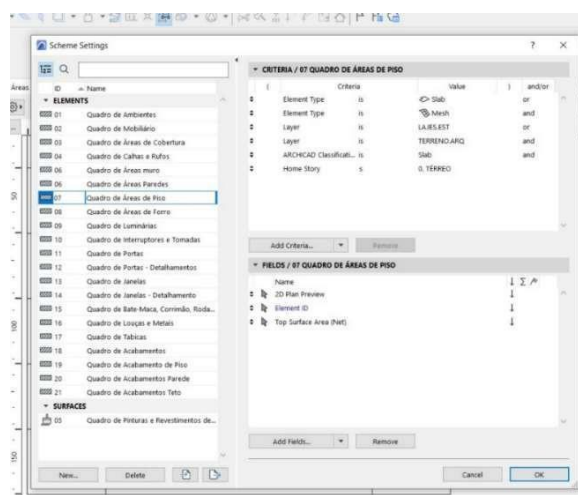 Scheme Settings
? ×
ID Name
ELEMENTS
01 Quadro de Ambientes
02 Quadro de Mobiliário
03 Quadro de Áreas de Cobertura
04 Quadro de Calhas e Rufos
06 Quadro de Áreas muro
06 Quadro de Áreas Paredes
07 Quadro de Áreas de Piso
08 Quadro de Áreas de Forro
09 Quadro de Luminárias
10 Quadro de Interruptores e Tomadas
11 Quadro de Portas
12 Quadro de Portas - Detalhamentos
13 Quadro de Janelas
14 Quadro de Janelas - Detalhamento
15 Quadro de Bate-Maca, Corrimão, Roda...
16 Quadro de Louças e Metais
17 Quadro de Tabicas
18 Quadro de Acabamentos
19 Quadro de Acabamento de Piso
20 Quadro de Acabamentos Parede
21 Quadro de Acabamentos Teto
SURFACES
05 Quadro de Pinturas e Revestimentos de...
New... Delete
CRITERIA / 07 QUADRO DE ÁREAS DE PISO
( Criteria Value ) and/or
Element Type is Slab or
Element Type is Mesh and
Layer is LAJES.EST or
Layer is TERRENO.ARQ and
ARCHICAD Classificati... is Slab and
Home Story s 0. TÉRREO
Add Criteria... Remove
FIELDS / 07 QUADRO DE ÁREAS DE PISO
Name
2D Plan Preview
Element ID
Top Surface Area (Net)
Add Fields... Remove
Cancel OK
Áreas
50
100
150